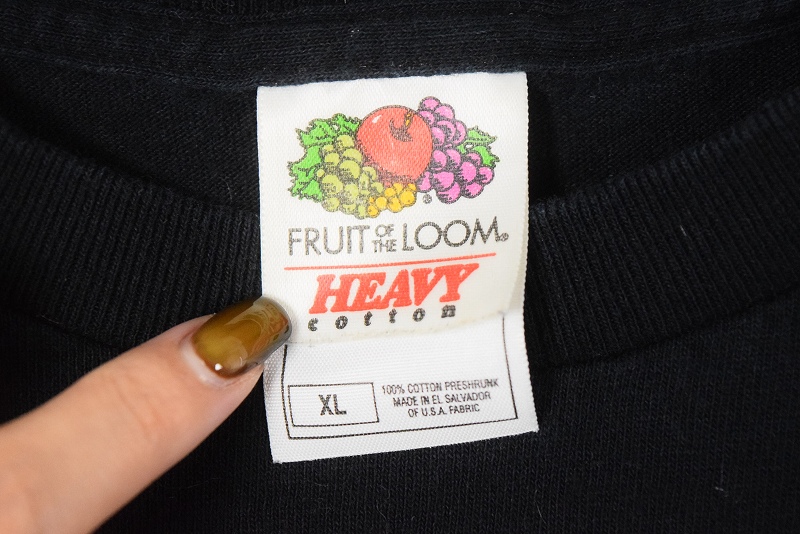 ®
FRUIT OF THE LOOM®
HEAVY
cotton
XL
100% COTTON PRESHRUNK
MADE IN EL SALVADOR
OF U.S.A. FABRIC